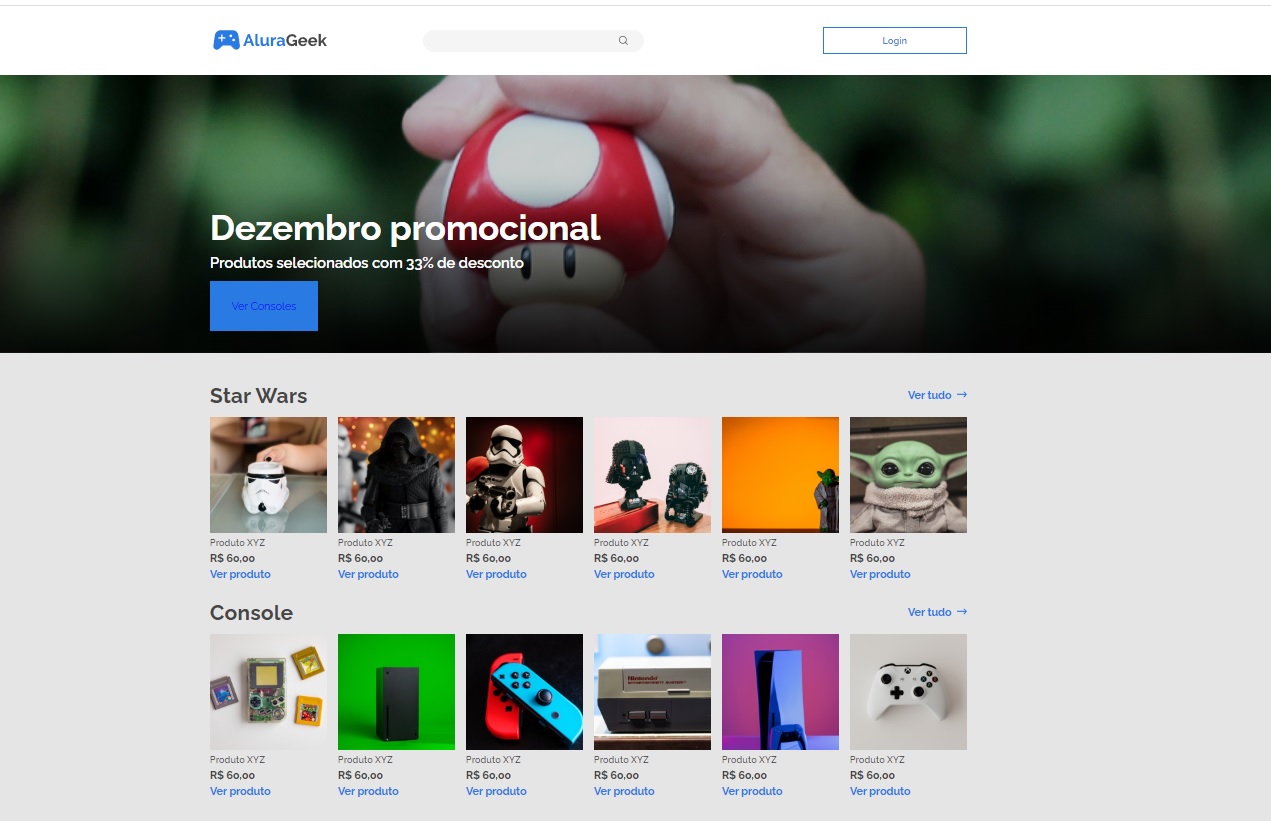 AluraGeek
Login
Dezembro promocional
Produtos selecionados com 33% de desconto
Ver Consoles
Star Wars
Ver tudo →
Produto XYZ
R$ 60,00
Ver produto
Produto XYZ
R$ 60,00
Ver produto
Produto XYZ
R$ 60,00
Ver produto
Produto XYZ
R$ 60,00
Ver produto
Produto XYZ
R$ 60,00
Ver produto
Produto XYZ
R$ 60,00
Ver produto
Console
Ver tudo →
Nintendo
Produto XYZ
R$ 60,00
Ver produto
Produto XYZ
R$ 60,00
Ver produto
Produto XYZ
R$ 60,00
Ver produto
Produto XYZ
R$ 60,00
Ver produto
Produto XYZ
R$ 60,00
Ver produto
Produto XYZ
R$ 60,00
Ver produto